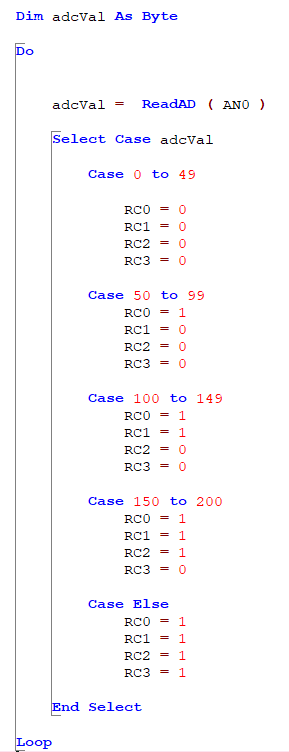 Dim adcVal As Byte
Do
adcVal = ReadAD ( AN0 )
Select Case adcVal
Case 0 to 49
RC0 = 0
RC1 = 0
RC2 = 0
RC3 = 0
Case 50 to 99
RC0 = 1
RC1 = 0
RC2 = 0
RC3 = 0
Case 100 to 149
RC0 = 1
RC1 = 1
RC2 = 0
RC3 = 0
Case 150 to 200
RC0 = 1
RC1 = 1
RC2 = 1
RC3 = 0
Case Else
RC0 = 1
RC1 = 1
RC2 = 1
RC3 = 1
End Select
Loop